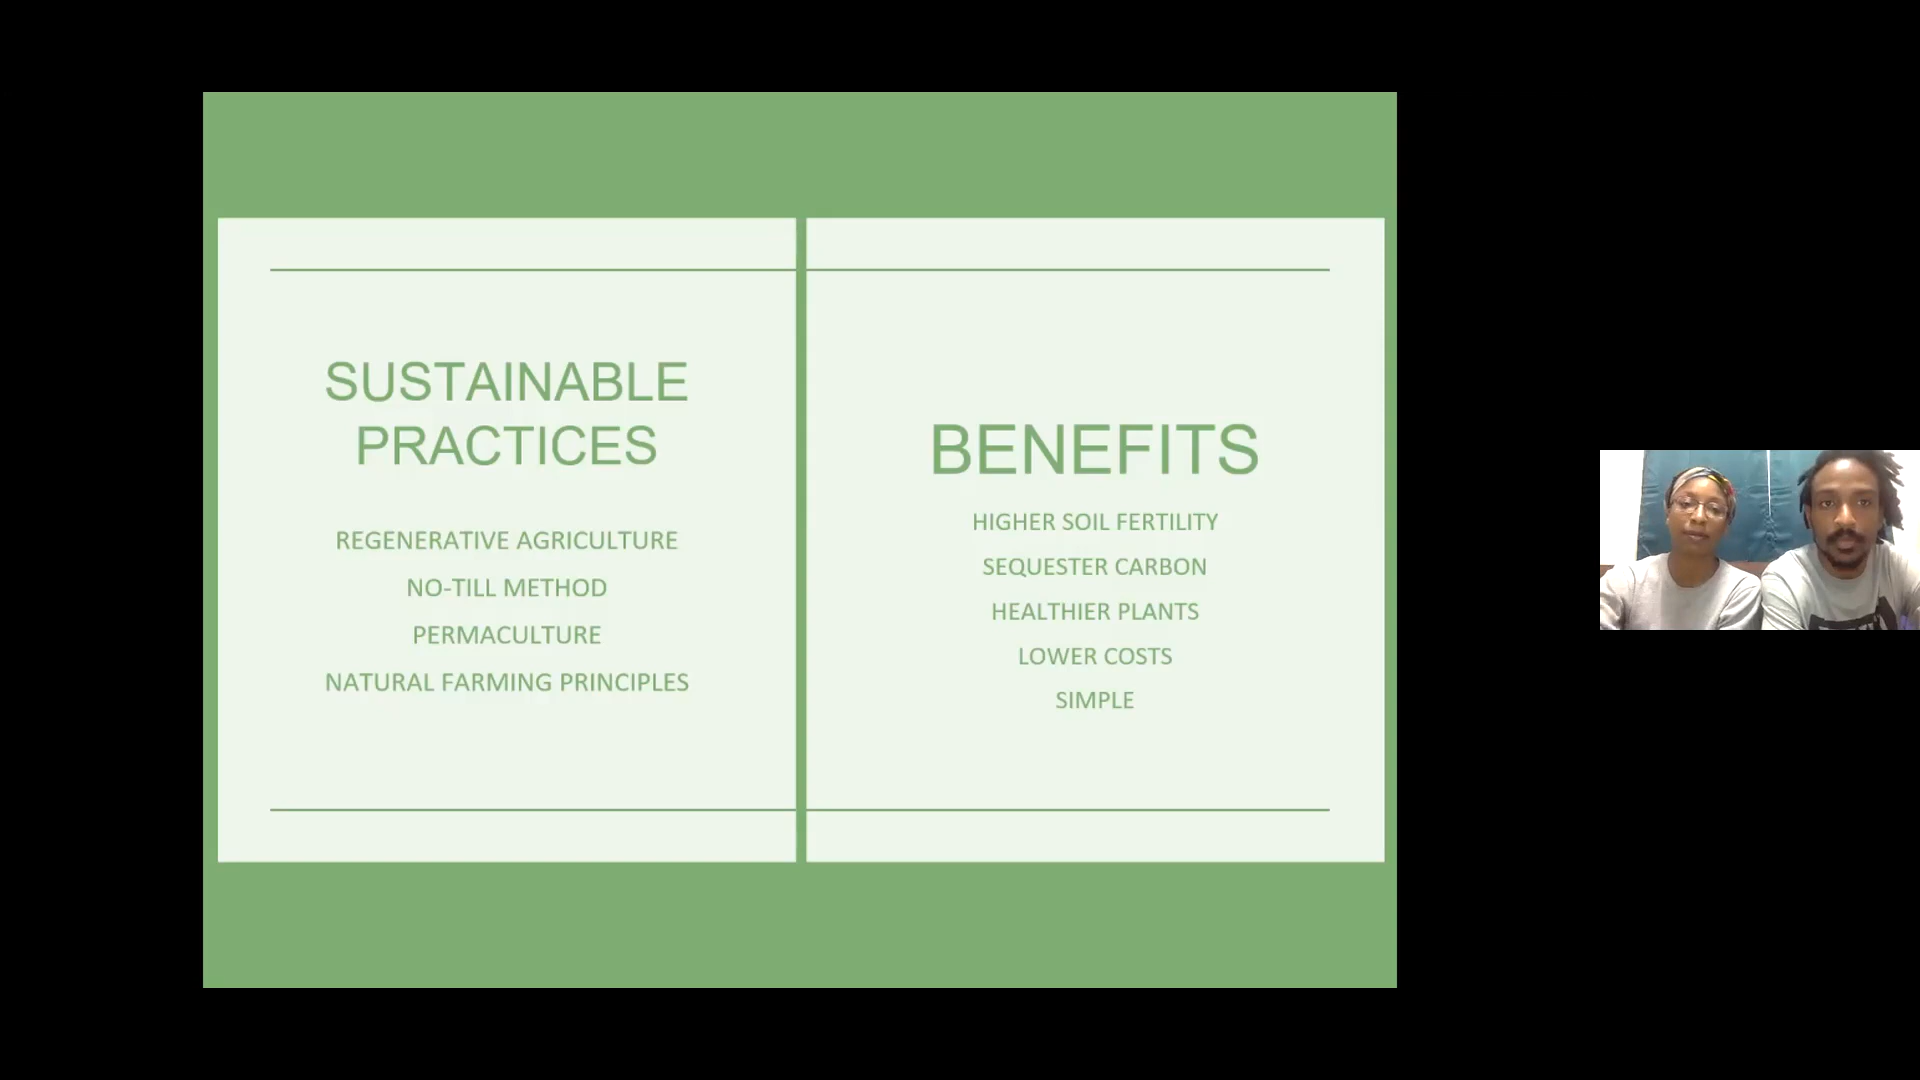 SUSTAINABLE
PRACTICES
REGENERATIVE AGRICULTURE
NO-TILL METHOD
PERMACULTURE
NATURAL FARMING PRINCIPLES
BENEFITS
HIGHER SOIL FERTILITY
SEQUESTER CARBON
HEALTHIER PLANTS
LOWER COSTS
SIMPLE